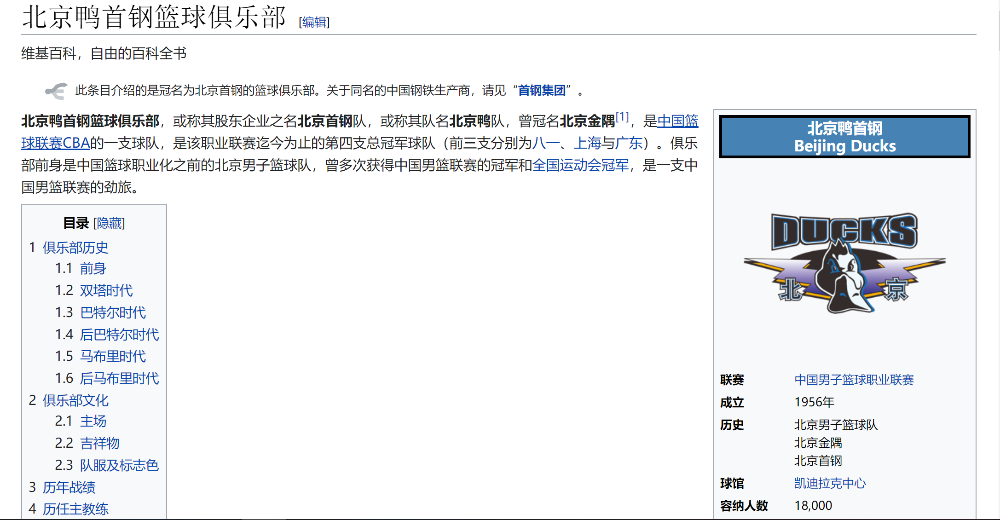 北京鸭首钢篮球俱乐部 [编辑]
维基百科，自由的百科全书
此条目介绍的是冠名为北京首钢的篮球俱乐部。关于同名的中国钢铁生产商，请见“首钢集团”。
北京鸭首钢篮球俱乐部，或称其股东企业之名北京首钢队，或称其队名北京鸭队，曾冠名北京金隅[1]，是中国篮
球联赛CBA的一支球队，是该职业联赛迄今为止的第四支总冠军球队（前三支分别为八一、上海与广东）。俱乐
部前身是中国篮球职业化之前的北京男子篮球队，曾多次获得中国男篮联赛的冠军和全国运动会冠军，是一支中
国男篮联赛的劲旅。
目录 [隐藏]
1 俱乐部历史
1.1 前身
1.2 双塔时代
1.3 巴特尔时代
1.4 后巴特尔时代
1.5 马布里时代
1.6 后马布里时代
2 俱乐部文化
2.1 主场
2.2 吉祥物
2.3 队服及标志色
3 历年战绩
4 历任主教练
北京鸭首钢
Beijing Ducks
DUCKS
北 京
联赛 中国男子篮球职业联赛
成立 1956年
历史 北京男子篮球队
北京金隅
北京首钢
球馆 凯迪拉克中心
容纳人数 18,000